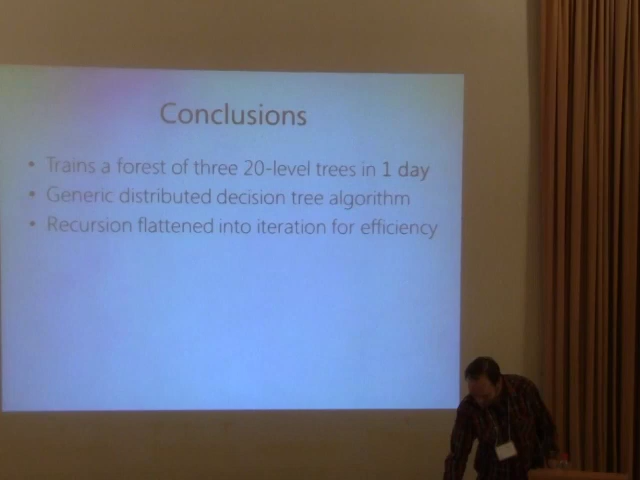 Conclusions
• Trains a forest of three 20-level trees in 1 day
• Generic distributed decision tree algorithm
• Recursion flattened into iteration for efficiency